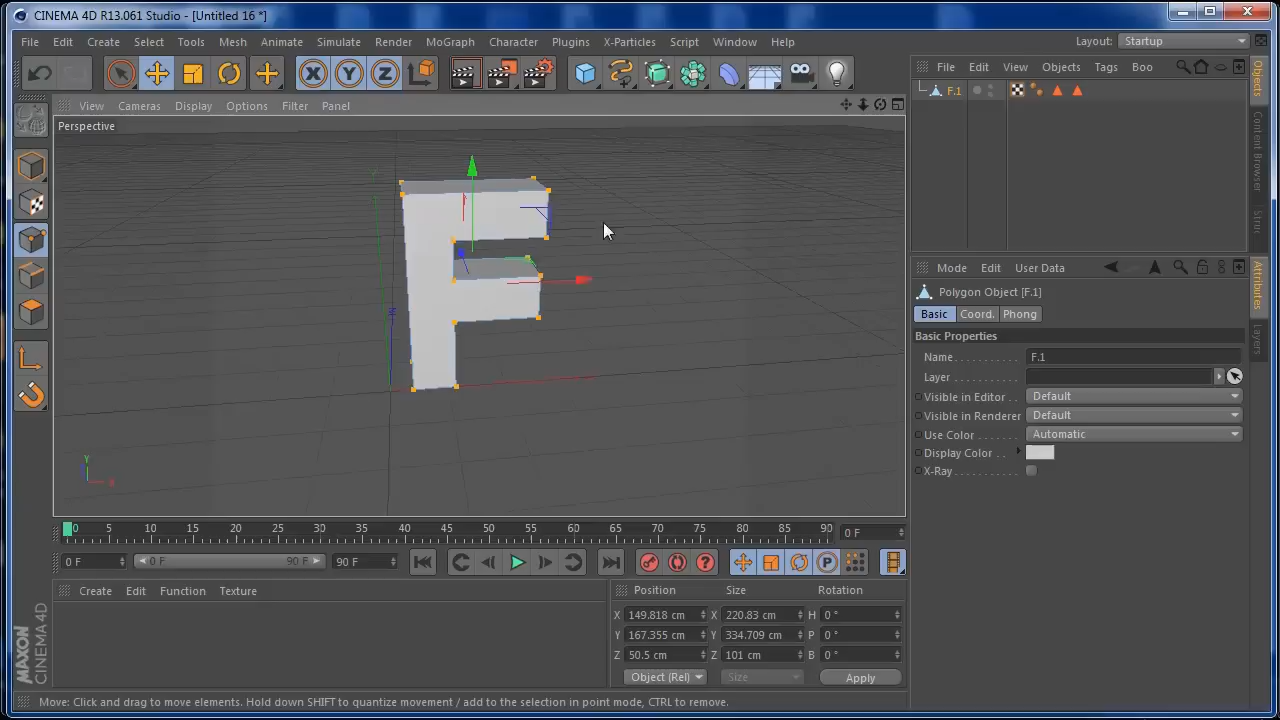 CINEMA 4D R13.061 Studio - [Untitled 16 *]
File Edit Create Select Tools Mesh Animate Simulate Render MoGraph Character Plugins X-Particles Script Window Help Layout: Startup
X Y Z
File Edit View Objects Tags Boo
View Cameras Display Options Filter Panel
F.1
Perspective
Objects
Content Browser
Struc
Mode Edit User Data
Polygon Object [F.1]
Basic Coord. Phong
Basic Properties
Name F.1
Layer
Visible in Editor Default
Visible in Renderer Default
Use Color Automatic
Display Color
X-Ray
Attributes
Layers
Y
X
0 5 10 15 20 25 30 35 40 45 50 55 60 65 70 75 80 85 90 0 F
0 F 0 F 90 F 90 F P
Create Edit Function Texture
Position Size Rotation
X 149.818 cm X 220.83 cm H 0 °
Y 167.355 cm Y 334.709 cm P 0 °
Z 50.5 cm Z 101 cm B 0 °
Object (Rel) Size Apply
MAXON
CINEMA 4D
Move: Click and drag to move elements. Hold down SHIFT to quantize movement / add to the selection in point mode, CTRL to remove.